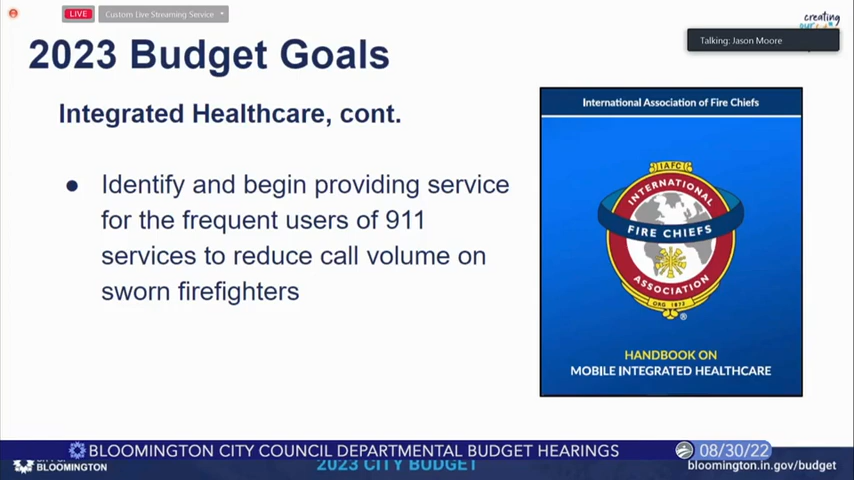 LIVE
Custom Live Streaming Service
creating
Talking: Jason Moore
2023 Budget Goals
Integrated Healthcare, cont.
● Identify and begin providing service
for the frequent users of 911
services to reduce call volume on
sworn firefighters
International Association of Fire Chiefs
IAFC
INTERNATIONAL
FIRE CHIEFS
ASSOCIATION
ORG 1873
®
HANDBOOK ON
MOBILE INTEGRATED HEALTHCARE
BLOOMINGTON CITY COUNCIL DEPARTMENTAL BUDGET HEARINGS
08/30/22
BLOOMINGTON
2023 CITY BUDGET
bloomington.in.gov/budget